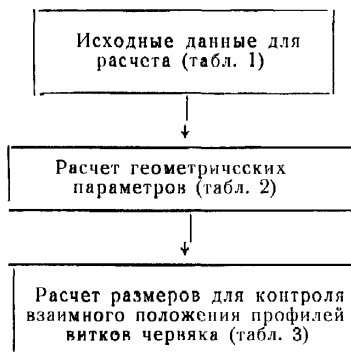 Исходные данные для
расчета (табл. 1)
Расчет геометрических
параметров (табл. 2)
Расчет размеров для контроля
взаимного положения профилей
витков червяка (табл. 3)